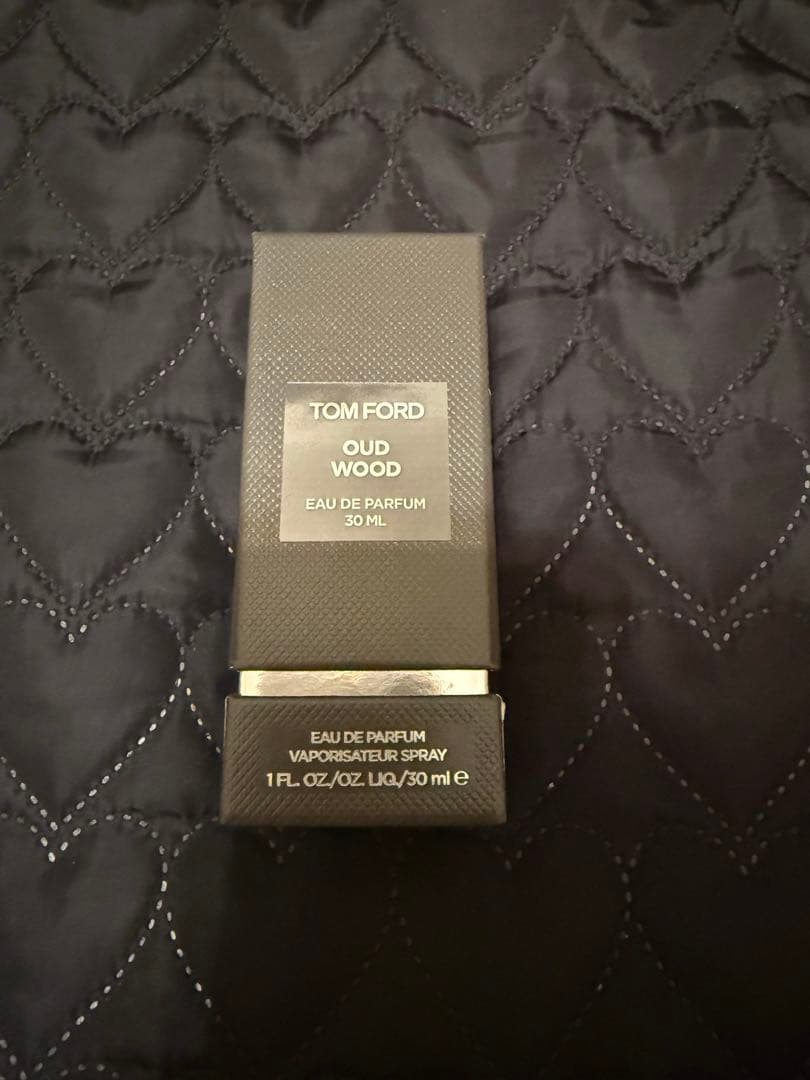 TOM FORD
OUD
WOOD
EAU DE PARFUM
30 ML
EAU DE PARFUM
VAPORISATEUR SPRAY
1 FL. OZ./OZ. LIQ./30 ml ℮